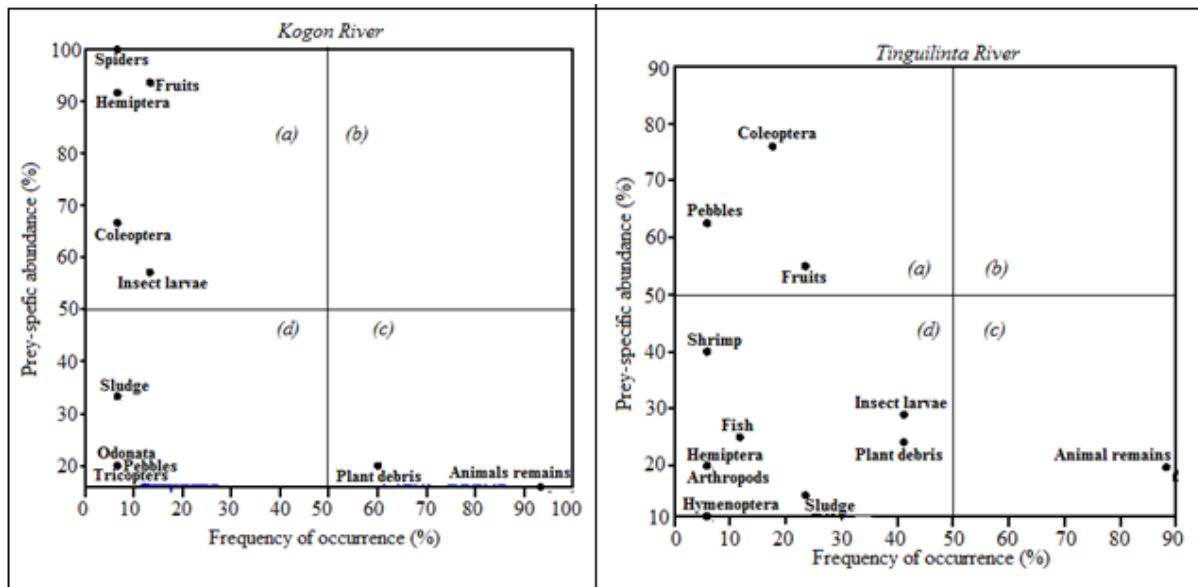 Kogon River
100
Spiders
Fruits
90
Hemiptera
(a)
(b)
80
70
Coleoptera
60
Insect larvae
50
(d)
(c)
40
Sludge
30
Odonata
20
Pebbles
Tricopters
Plant debris
Animals remains
0
10
20
30
40
50
60
70
80
90
100
Frequency of occurrence (%)
Prey-spefic abundance (%)
Tinguilinta River
90
Coleoptera
80
70
Pebbles
60
Fruits
(a)
(b)
50
(d)
(c)
Shrimp
40
Insect larvae
30
Fish
Plant debris
Animal remains
Hemiptera
20
Arthropods
Hymenoptera
Sludge
10
0
10
20
30
40
50
60
70
80
90
Frequency of occurrence (%)
Prey-specific abundance (%)